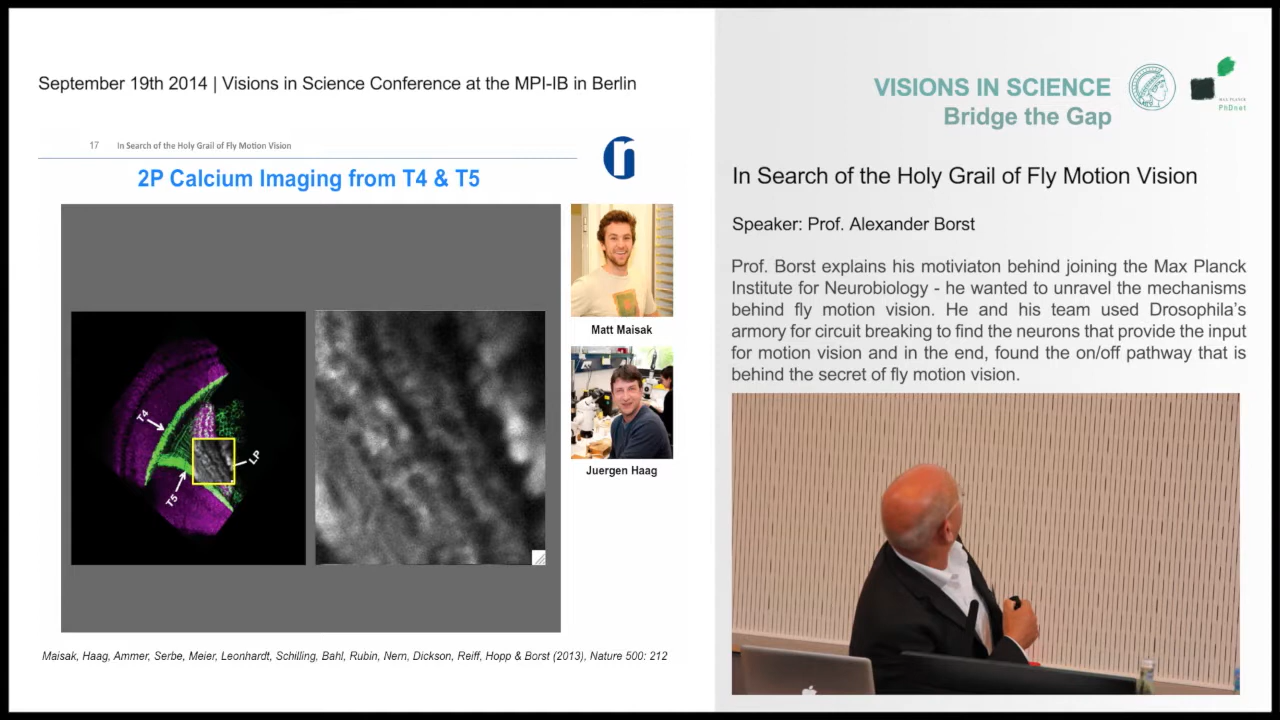 September 19th 2014 | Visions in Science Conference at the MPI-IB in Berlin
17 In Search of the Holy Grail of Fly Motion Vision
2P Calcium Imaging from T4 & T5
T4
T5
LP
Matt Maisak
Juergen Haag
Maisak, Haag, Ammer, Serbe, Meier, Leonhardt, Schilling, Bahl, Rubin, Nern, Dickson, Reiff, Hopp & Borst (2013), Nature 500: 212
VISIONS IN SCIENCE
Bridge the Gap
MAX PLANCK
PhDnet
In Search of the Holy Grail of Fly Motion Vision
Speaker: Prof. Alexander Borst
Prof. Borst explains his motiviaton behind joining the Max Planck
Institute for Neurobiology - he wanted to unravel the mechanisms
behind fly motion vision. He and his team used Drosophila's
armory for circuit breaking to find the neurons that provide the input
for motion vision and in the end, found the on/off pathway that is
behind the secret of fly motion vision.